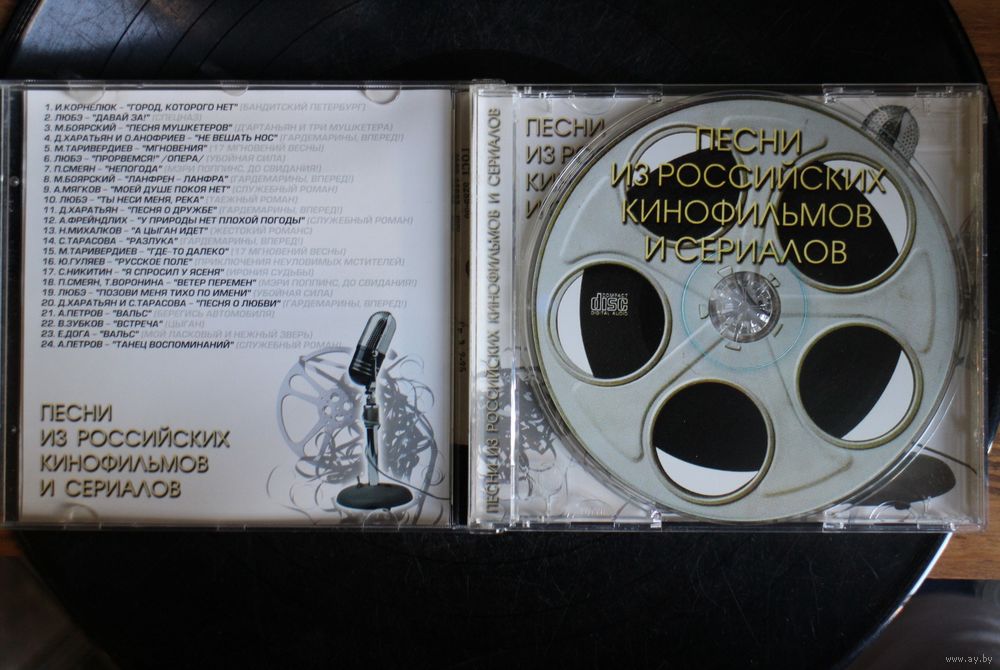 1. И.КОРНЕЛЮК – "ГОРОД, КОТОРОГО НЕТ" (БАНДИТСКИЙ ПЕТЕРБУРГ)
2. ЛЮБЭ – "ДАВАЙ ЗА!" (СПЕЦНАЗ)
3. М.БОЯРСКИЙ – "ПЕСНЯ МУШКЕТЕРОВ" (Д'АРТАНЬЯН И ТРИ МУШКЕТЕРА)
4. Д.ХАРАТЬЯН И О.АНОФРИЕВ – "НЕ ВЕШАТЬ НОС" (ГАРДЕМАРИНЫ, ВПЕРЕД!)
5. М.ТАРИВЕРДИЕВ – "МГНОВЕНИЯ" (17 МГНОВЕНИЙ ВЕСНЫ)
6. ЛЮБЭ – "ПРОРВЕМСЯ!" /ОПЕРА/ (УБОЙНАЯ СИЛА)
7. П.СМЕЯН – "НЕПОГОДА" (МЭРИ ПОППИНС, ДО СВИДАНИЯ!)
8. М.БОЯРСКИЙ – "ЛАНФРЕН – ЛАНФРА" (ГАРДЕМАРИНЫ, ВПЕРЕД!)
9. А.МЯГКОВ – "МОЕЙ ДУШЕ ПОКОЯ НЕТ" (СЛУЖЕБНЫЙ РОМАН)
10. ЛЮБЭ – "ТЫ НЕСИ МЕНЯ, РЕКА" (ТАЕЖНЫЙ РОМАН)
11. Д.ХАРАТЬЯН – "ПЕСНЯ О ДРУЖБЕ" (ГАРДЕМАРИНЫ, ВПЕРЕД!)
12. А.ФРЕЙНДЛИХ – "У ПРИРОДЫ НЕТ ПЛОХОЙ ПОГОДЫ" (СЛУЖЕБНЫЙ РОМАН)
13. Н.МИХАЛКОВ – "А ЦЫГАН ИДЕТ" (ЖЕСТОКИЙ РОМАНС)
14. С.ТАРАСОВА – "РАЗЛУКА" (ГАРДЕМАРИНЫ, ВПЕРЕД!)
15. М.ТАРИВЕРДИЕВ – "ГДЕ-ТО ДАЛЕКО" (17 МГНОВЕНИЙ ВЕСНЫ)
16. Ю.ГУЛЯЕВ – "РУССКОЕ ПОЛЕ" (ПРИКЛЮЧЕНИЯ НЕУЛОВИМЫХ МСТИТЕЛЕЙ)
17. С.НИКИТИН – "Я СПРОСИЛ У ЯСЕНЯ" (ИРОНИЯ СУДЬБЫ)
18. П.СМЕЯН, Т.ВОРОНИНА – "ВЕТЕР ПЕРЕМЕН" (МЭРИ ПОППИНС, ДО СВИДАНИЯ!)
19. ЛЮБЭ – "ПОЗОВИ МЕНЯ ТИХО ПО ИМЕНИ" (УБОЙНАЯ СИЛА)
20. Д.ХАРАТЬЯН И С.ТАРАСОВА – "ПЕСНЯ О ЛЮБВИ" (ГАРДЕМАРИНЫ, ВПЕРЕД!)
21. А.ПЕТРОВ – "ВАЛЬС" (БЕРЕГИСЬ АВТОМОБИЛЯ)
22. В.ЗУБКОВ – "ВСТРЕЧА" (ЦЫГАН)
23. Е.ДОГА – "ВАЛЬС" (МОЙ ЛАСКОВЫЙ И НЕЖНЫЙ ЗВЕРЬ)
24. А.ПЕТРОВ – "ТАНЕЦ ВОСПОМИНАНИЙ" (СЛУЖЕБНЫЙ РОМАН)
ПЕСНИ
ИЗ РОССИЙСКИХ
КИНОФИЛЬМОВ
И СЕРИАЛОВ
ПЕСНИ ИЗ РОССИЙСКИХ КИНОФИЛЬМОВ И СЕРИАЛОВ
ПЕСНИ
ИЗ РО
КИ
И
ПЕСНИ
ИЗ РОССИЙСКИХ
КИНОФИЛЬМОВ
И СЕРИАЛОВ
COMPACT
disc
DIGITAL AUDIO
www.ay.by